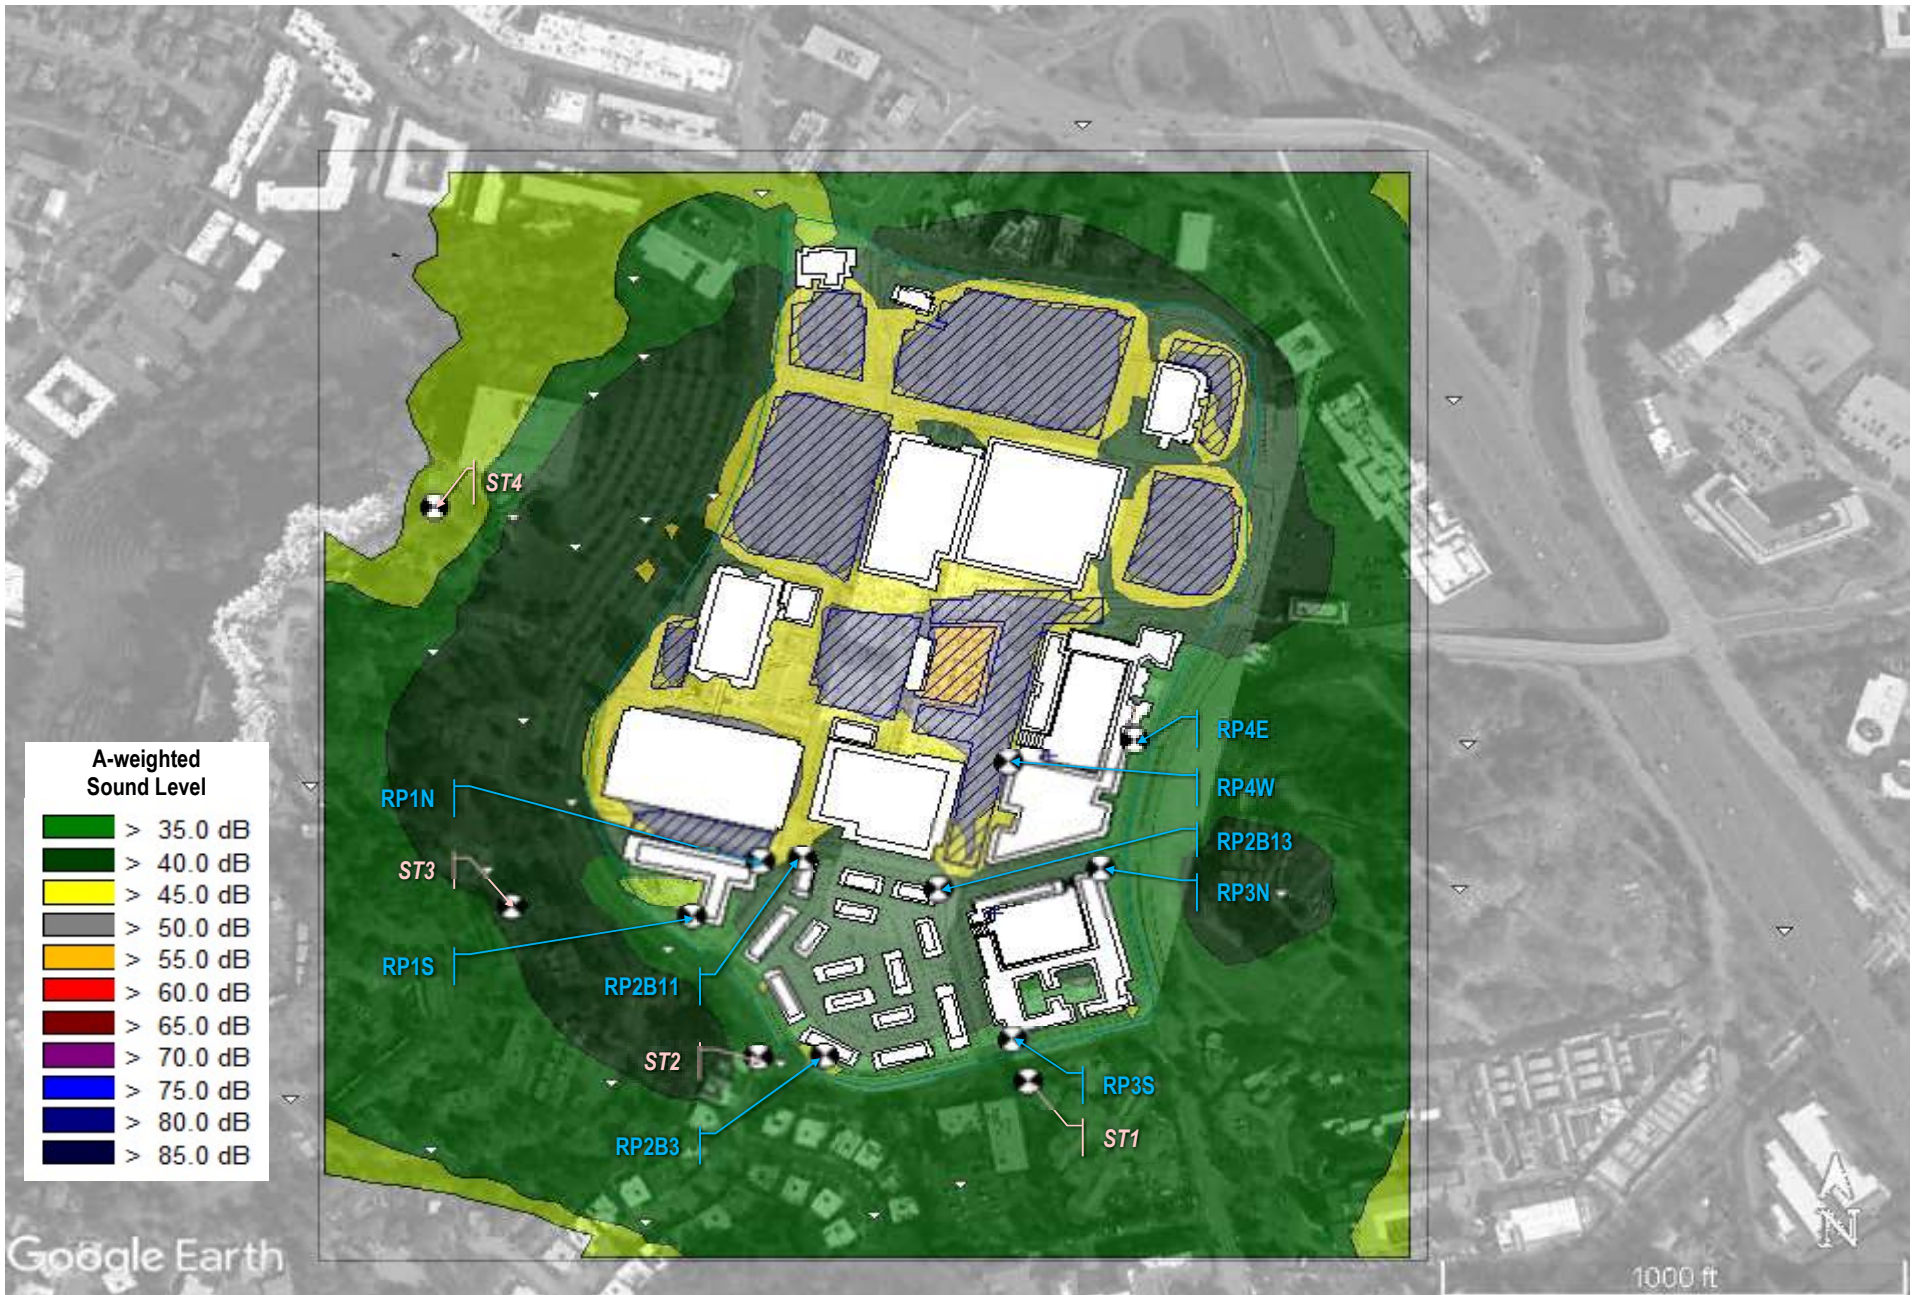 ST4
RP4E
RP4W
RP2B13
RP3N
A-weighted
Sound Level
> 35.0 dB
> 40.0 dB
> 45.0 dB
> 50.0 dB
> 55.0 dB
> 60.0 dB
> 65.0 dB
> 70.0 dB
> 75.0 dB
> 80.0 dB
> 85.0 dB
RP1N
ST3
RP1S
RP2B11
ST2
RP2B3
RP3S
ST1
Google Earth
N
1000 ft